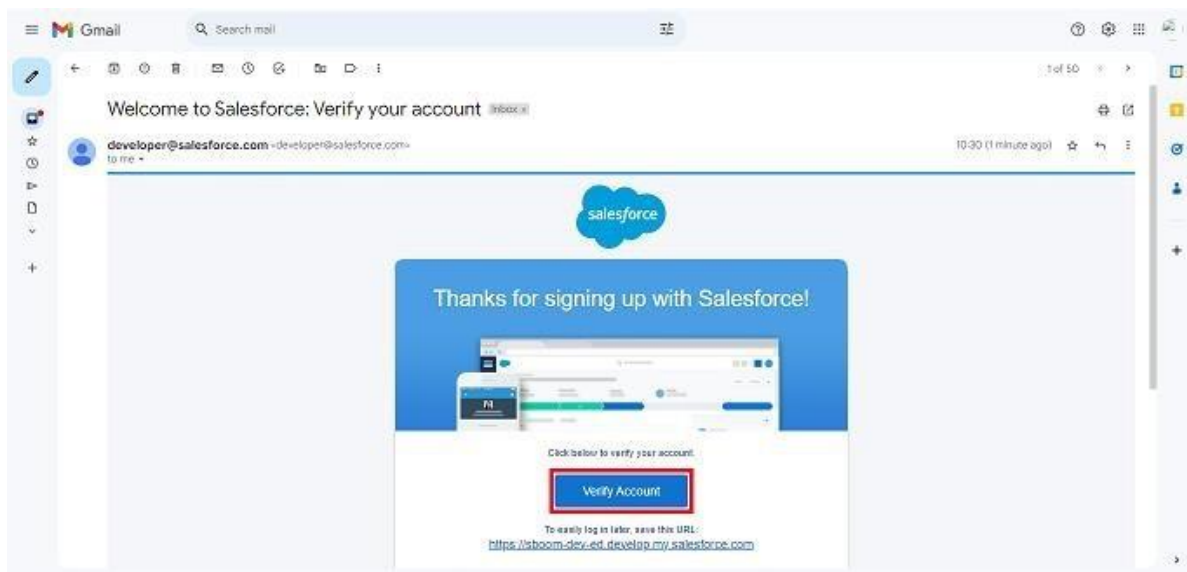 Gmail
Search mail
1 of 50
Welcome to Salesforce: Verify your account Inbox x
developer@salesforce.com <developer@salesforce.com>
10:30 (1 minute ago)
to me
salesforce
Thanks for signing up with Salesforce!
Click below to verify your account.
Verify Account
To easily log in later, save this URL:
https://sboom-dev-ed.develop.my.salesforce.com